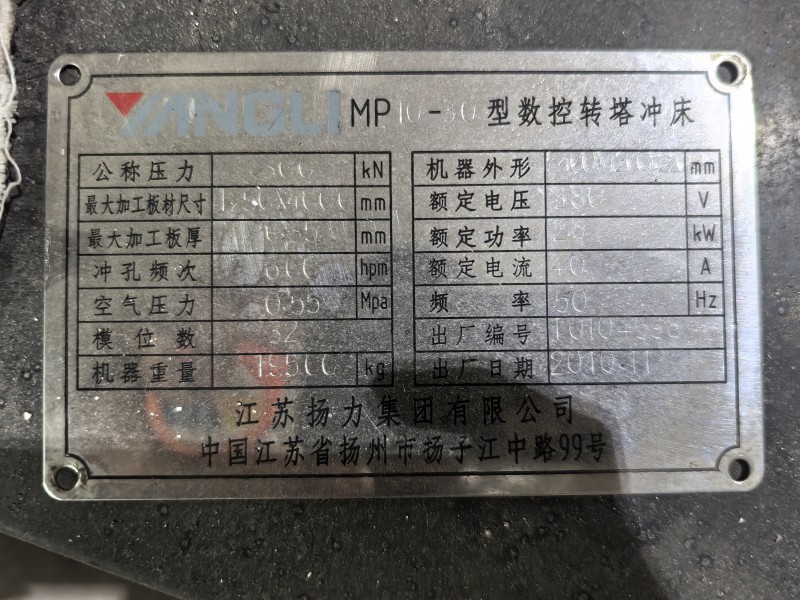 YANGLI MP10-30型数控转塔冲床
公称压力 300 kN
最大加工板材尺寸 mm
最大加工板厚 mm
冲孔频次 600 hpm
空气压力 0.55 Mpa
模位数 32
机器重量 kg
机器外形 mm
额定电压 380 V
额定功率 kW
额定电流 A
频率 50 Hz
出厂编号
出厂日期 2010.11
江苏扬力集团有限公司
中国江苏省扬州市扬子江中路99号